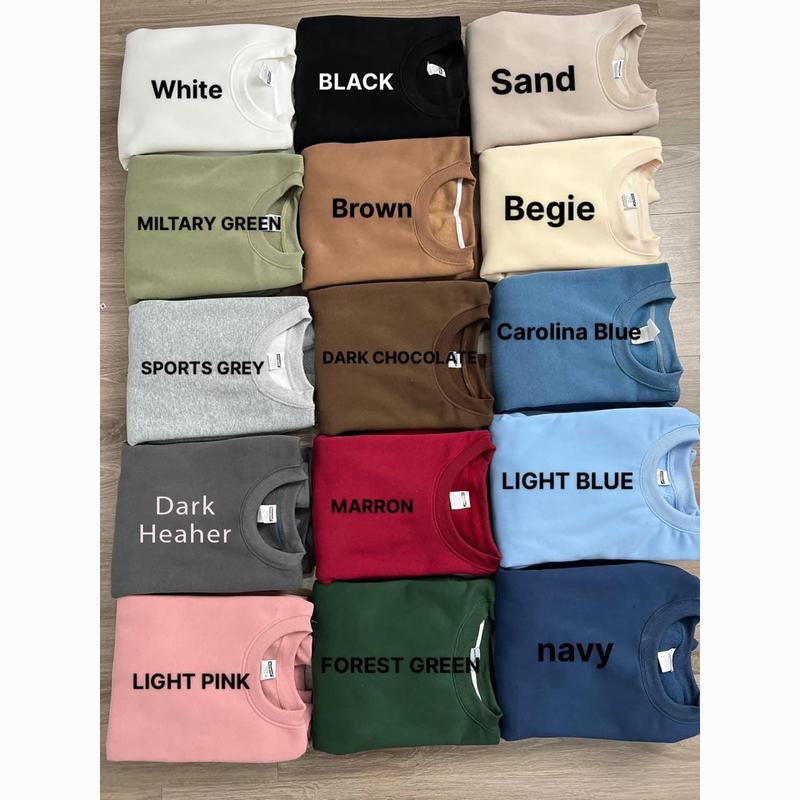 White
BLACK
Sand
MILTARY GREEN
Brown
Begie
SPORTS GREY
DARK CHOCOLATE
Carolina Blue
Dark
Heaher
MARRON
LIGHT BLUE
LIGHT PINK
FOREST GREEN
navy